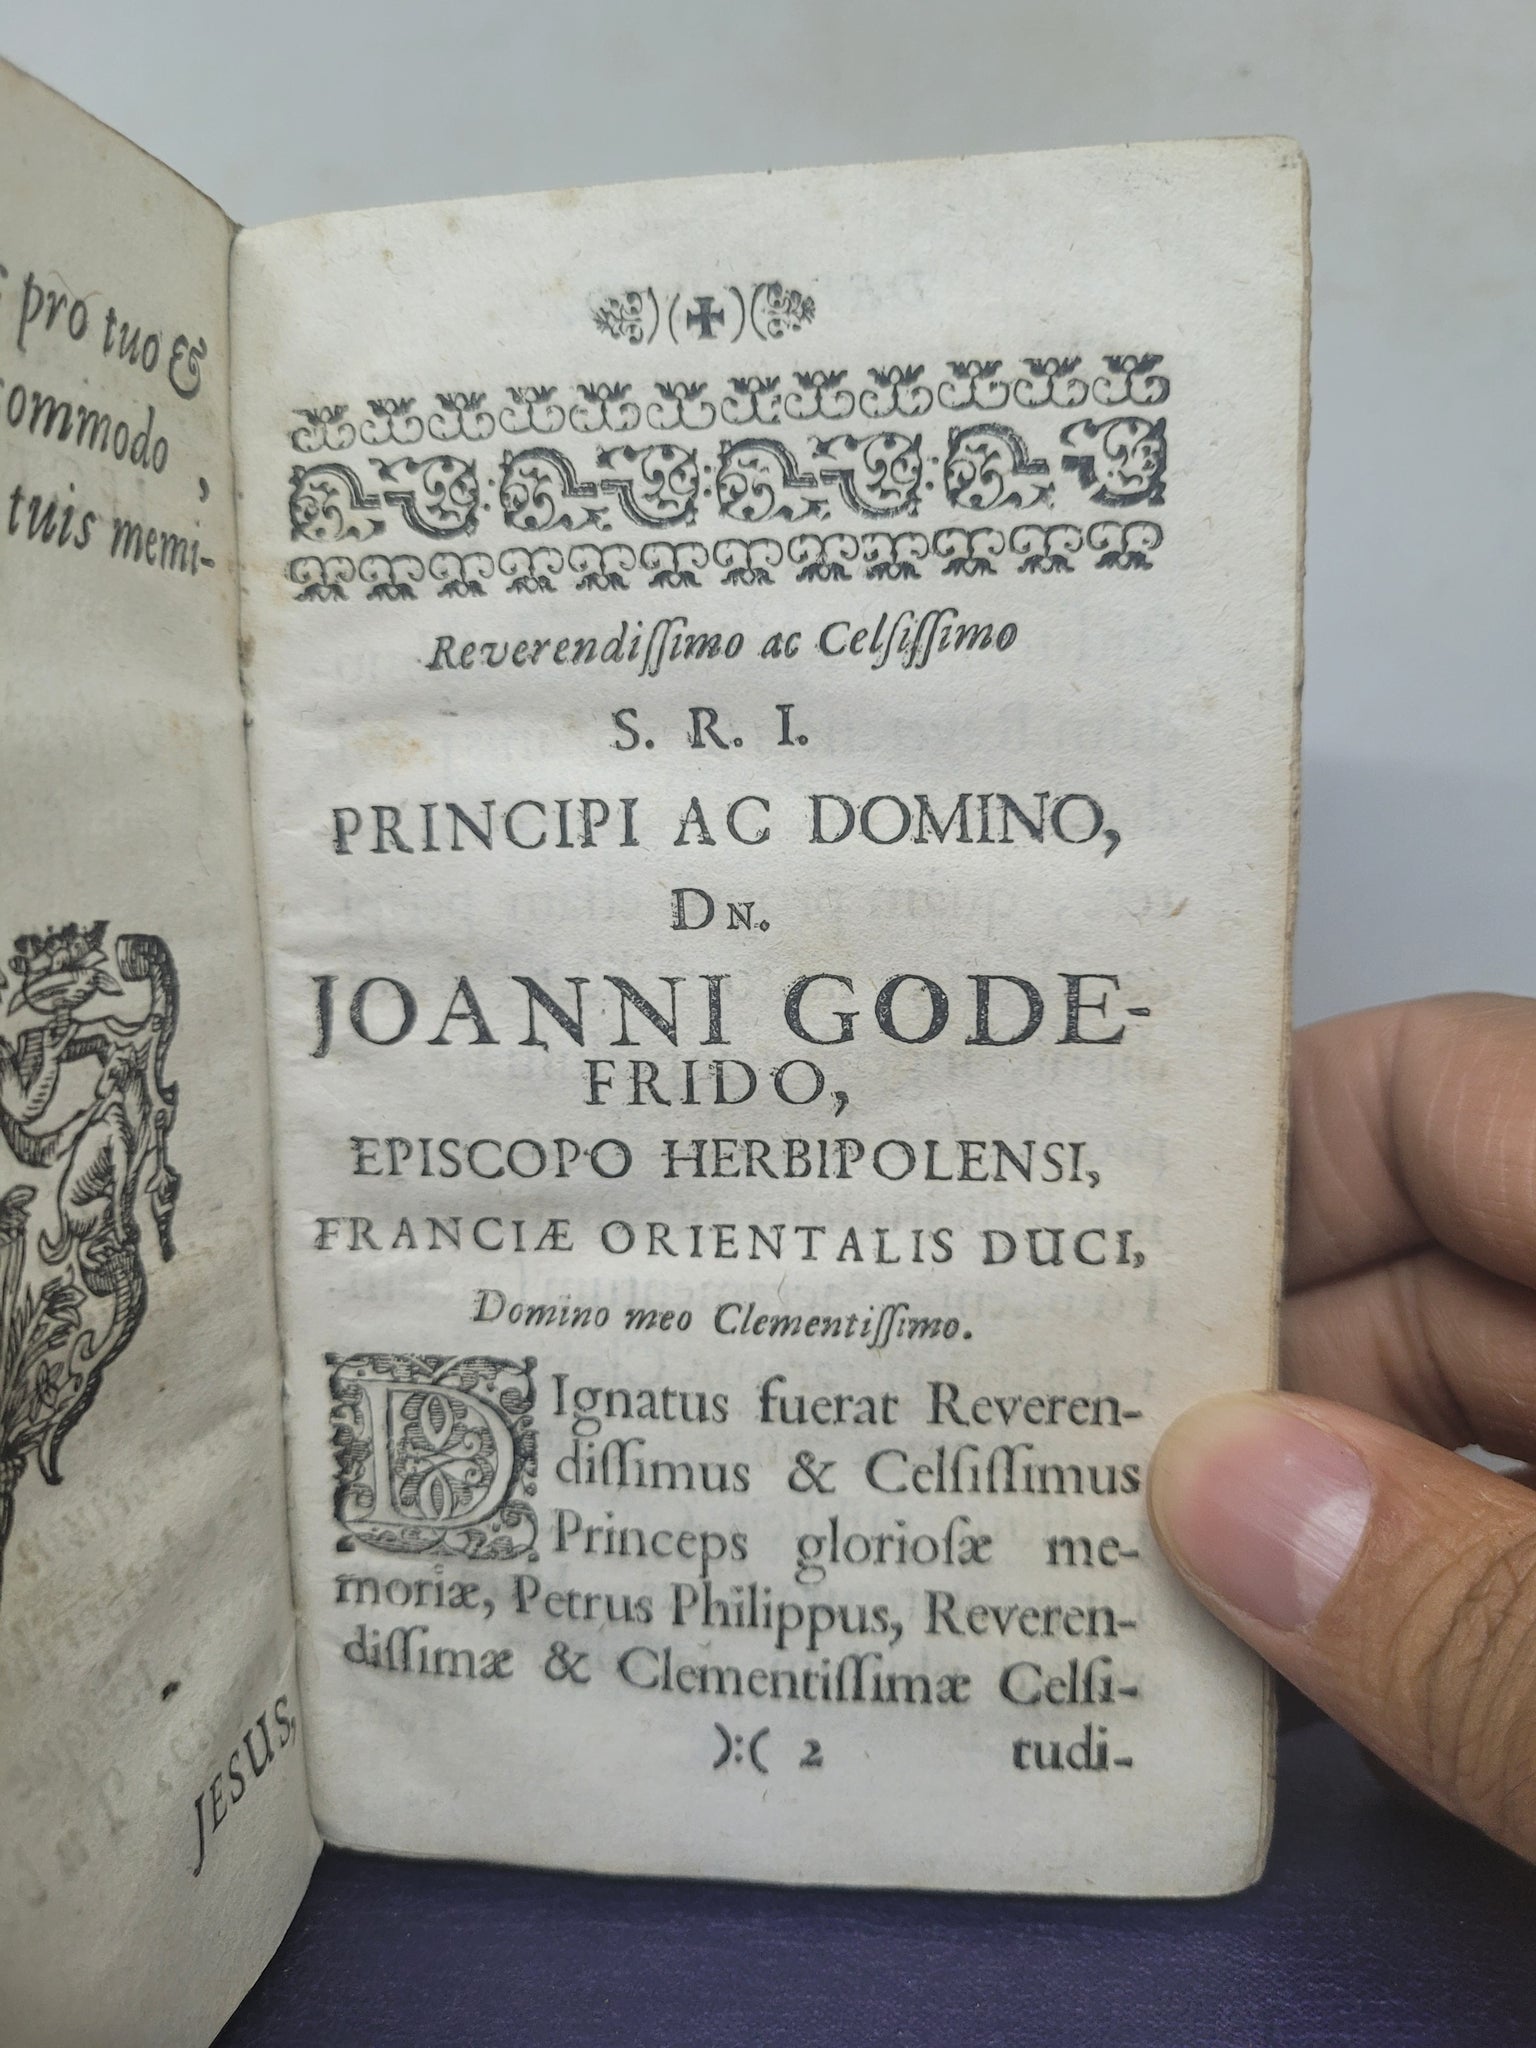 pro tuo &
commodo,
tuis memi-
JESUS,
)(✚)(
Reverendiſſimo ac Celſiſſimo
S. R. I.
PRINCIPI AC DOMINO,
DN.
JOANNI GODE-
FRIDO,
EPISCOPO HERBIPOLENSI,
FRANCIÆ ORIENTALIS DUCI,
Domino meo Clementiſſimo.
DIgnatus fuerat Reveren-
diſſimus & Celſiſſimus
Princeps glorioſæ me-
moriæ, Petrus Philippus, Reveren-
diſſimæ & Clementiſſimæ Celſi-
):( 2 tudi-